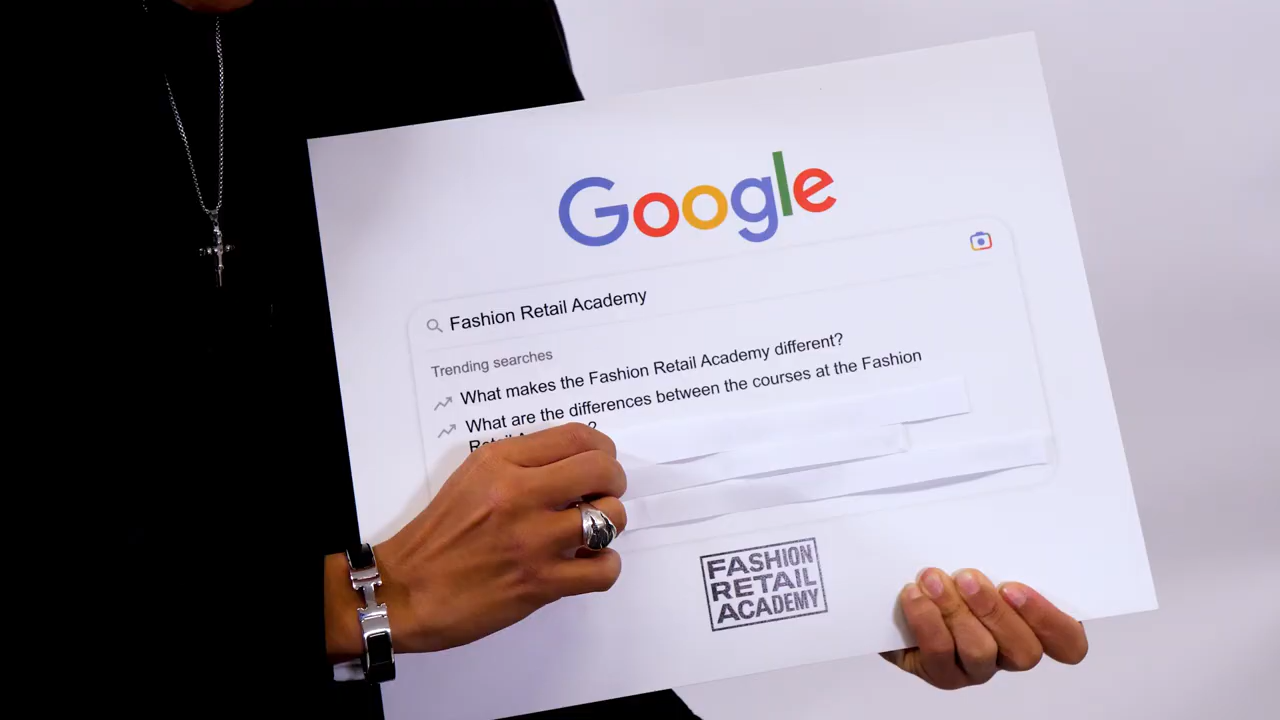 Google
Fashion Retail Academy
Trending searches
What makes the Fashion Retail Academy different?
What are the differences between the courses at the Fashion
Retail ?
FASHION
RETAIL
ACADEMY